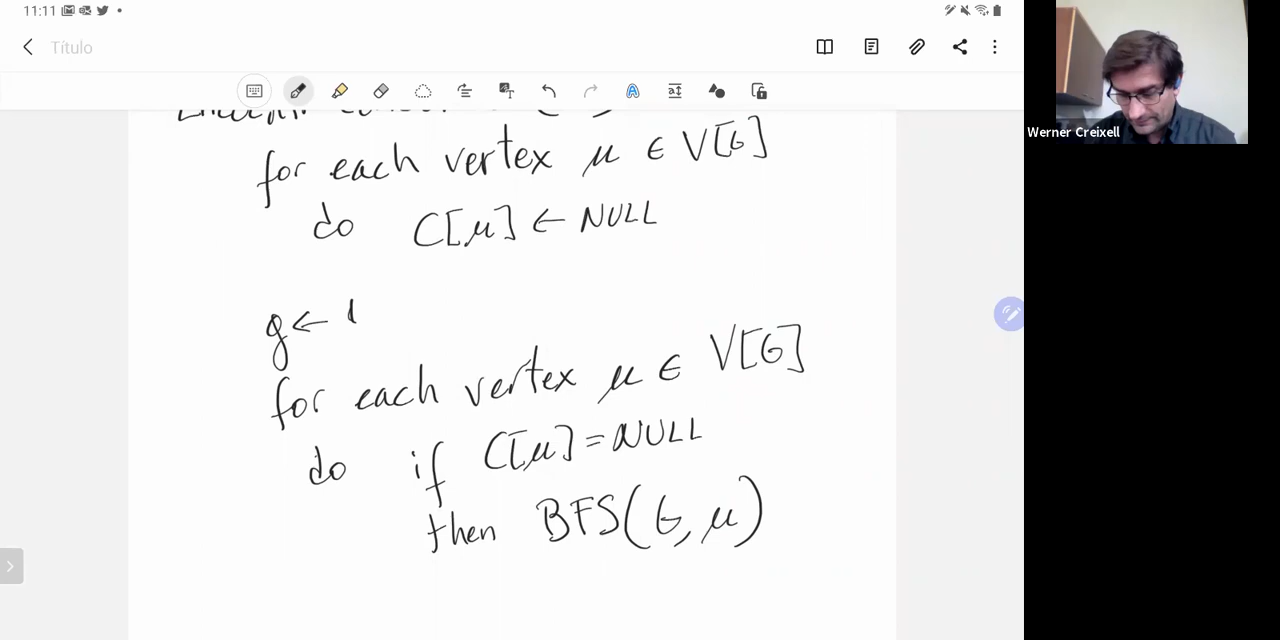 11:11
Título
Werner Creixell
for each vertex μ ∈ V[G]
do C[μ] ← NULL
g ← 1
for each vertex μ ∈ V[G]
do if C[μ] = NULL
then BFS(G, μ)